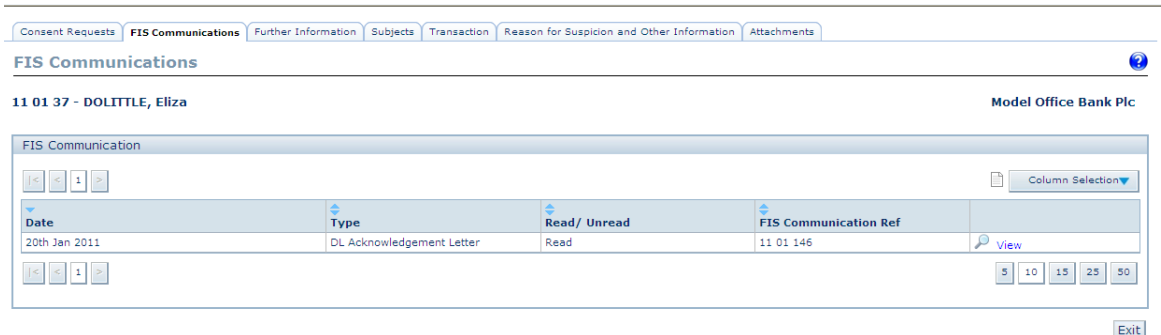 Consent Requests FIS Communications Further Information Subjects Transaction Reason for Suspicion and Other Information Attachments
FIS Communications ?
11 01 37 - DOLITTLE, Eliza Model Office Bank Plc
FIS Communication
|< < 1 > Column Selection
Date Type Read/ Unread FIS Communication Ref
20th Jan 2011 DL Acknowledgement Letter Read 11 01 146 View
|< < 1 > 5 10 15 25 50
Exit